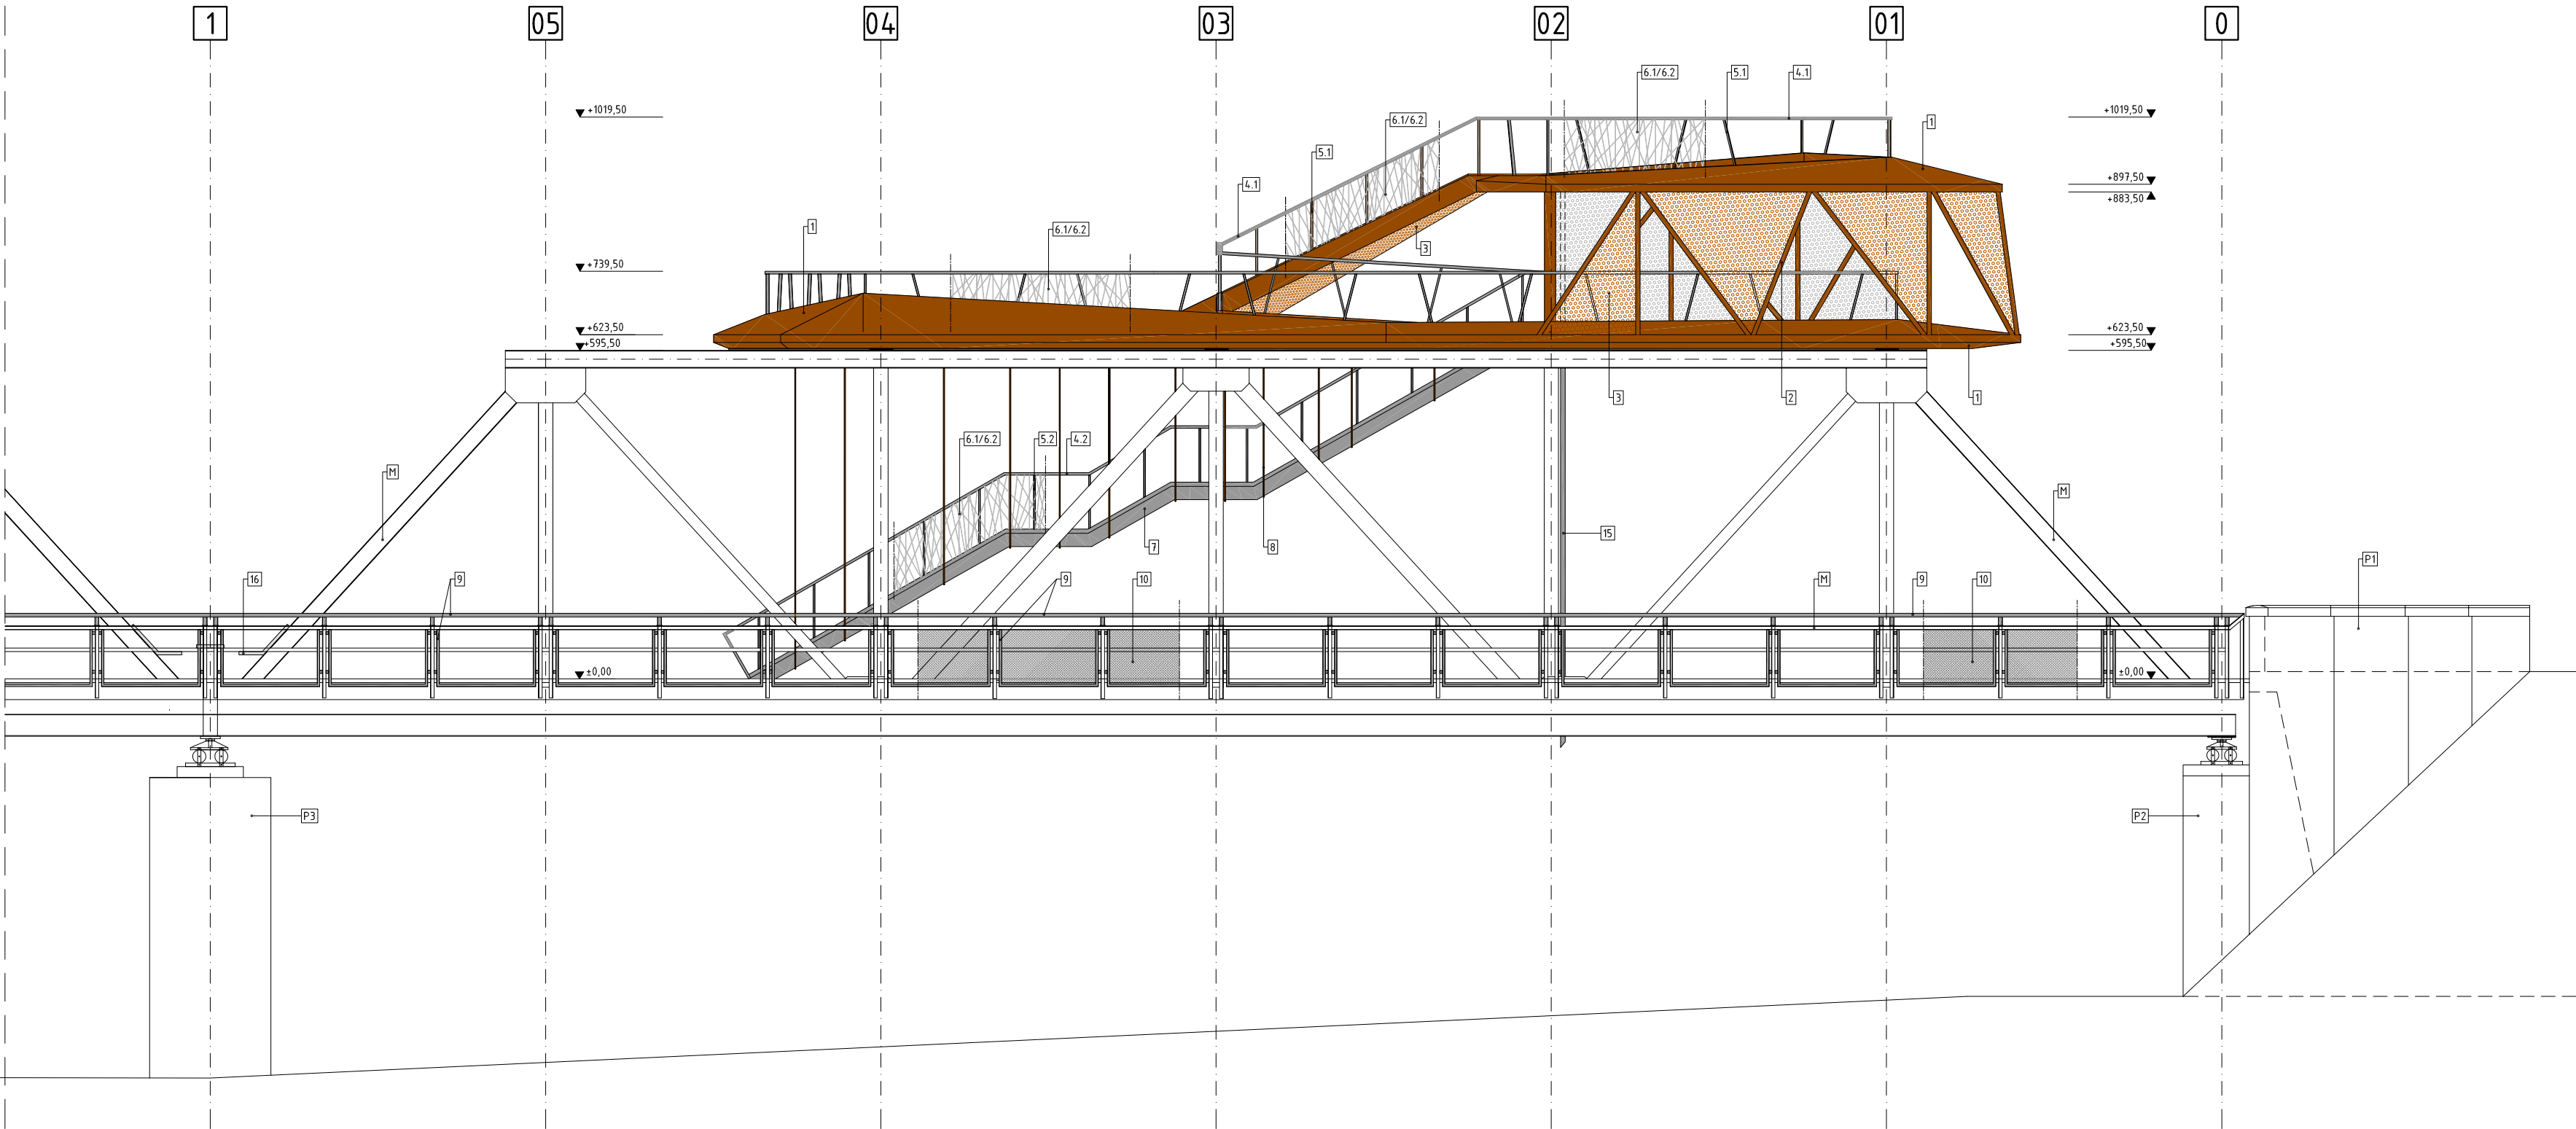 1 05 04 03 02 01 0
6.1/6.2 5.1 4.1
+1019,50 +1019,50
6.1/6.2 1
5.1
+897,50
4.1
+883,50
1 6.1/6.2
3
+739,50
+623,50 +623,50
+595,50 +595,50
3 2 1
6.1/6.2 5.2 4.2
M M
7 8 15
P1
16 9 9 10 M 9 10
±0,00 ±0,00
P3 P2